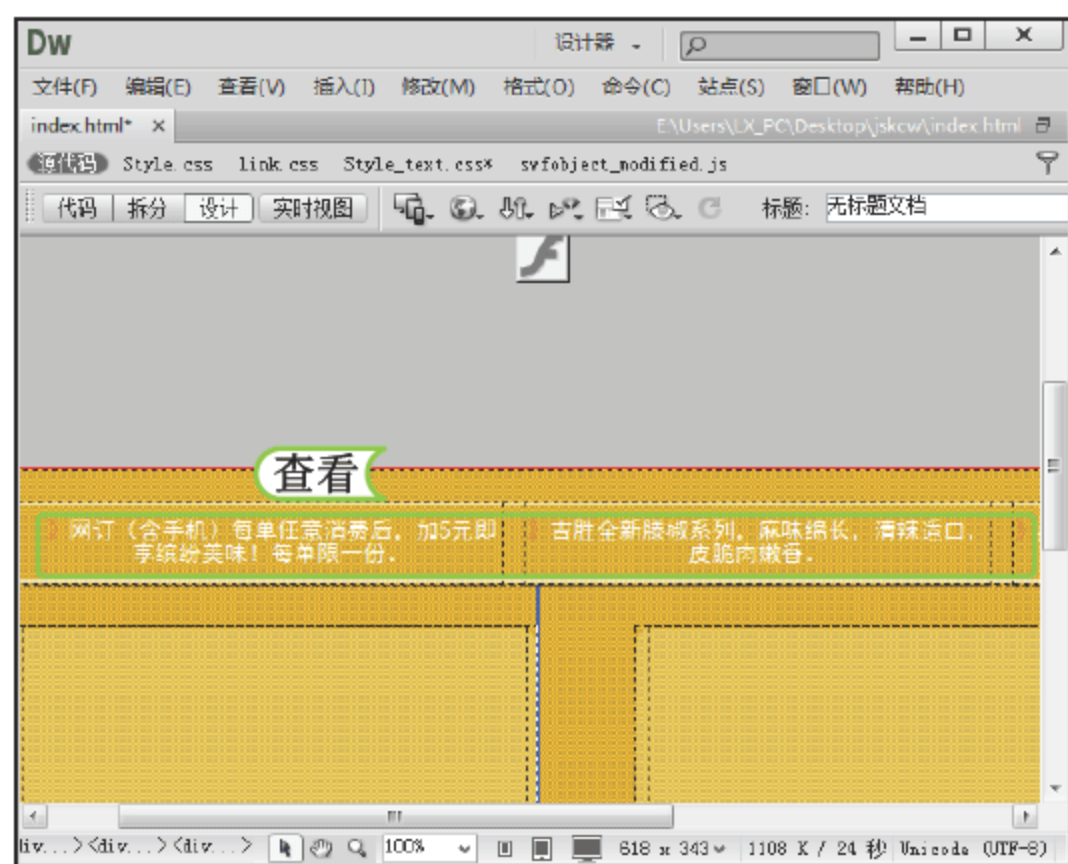 Dw 设计器
文件(F) 编辑(E) 查看(V) 插入(I) 修改(M) 格式(O) 命令(C) 站点(S) 窗口(W) 帮助(H)
index.html* × E:\Users\LX_PC\Desktop\jskcw\index.html
源代码 Style.css link.css Style_text.css* swfobject_modified.js
代码 拆分 设计 实时视图 标题: 无标题文档
查看
网订（含手机）每单任意消费后，加5元即
享缤纷美味！每单限一份.
吉胜全新藤椒系列，麻味绵长，清辣适口，
皮脆肉嫩香.
iv...><div...><div...> 100% 618 x 343 1108 K / 24 秒 Unicode (UTF-8)